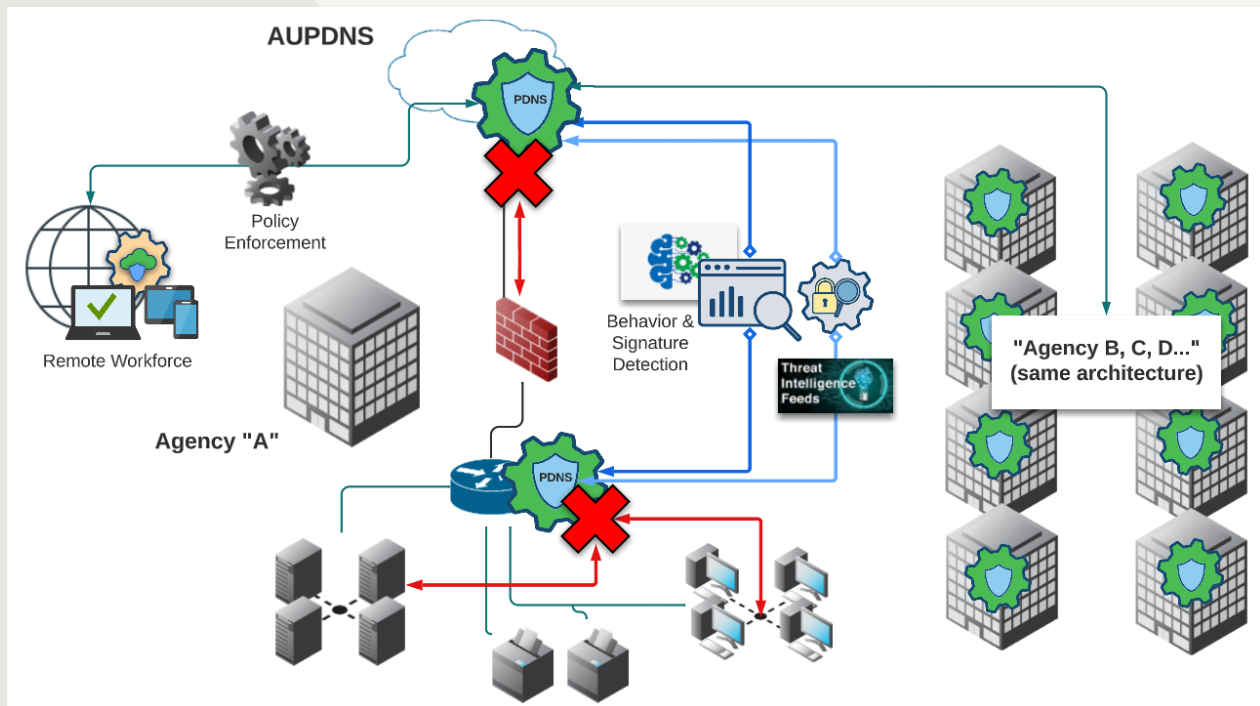 AUPDNS
PDNS
Policy
Enforcement
Remote Workforce
Agency "A"
Behavior &
Signature
Detection
Threat
Intelligence
Feeds
"Agency B, C, D..."
(same architecture)
PDNS